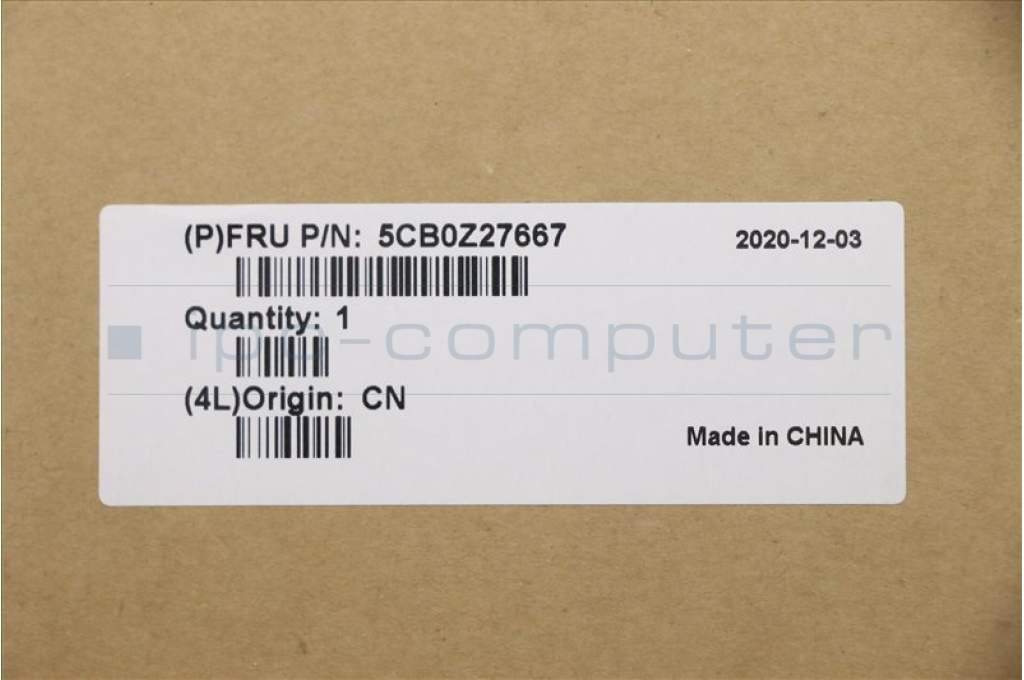 (P)FRU P/N: 5CB0Z27667
2020-12-03
Quantity: 1
ipc-computer
(4L)Origin: CN
Made in CHINA